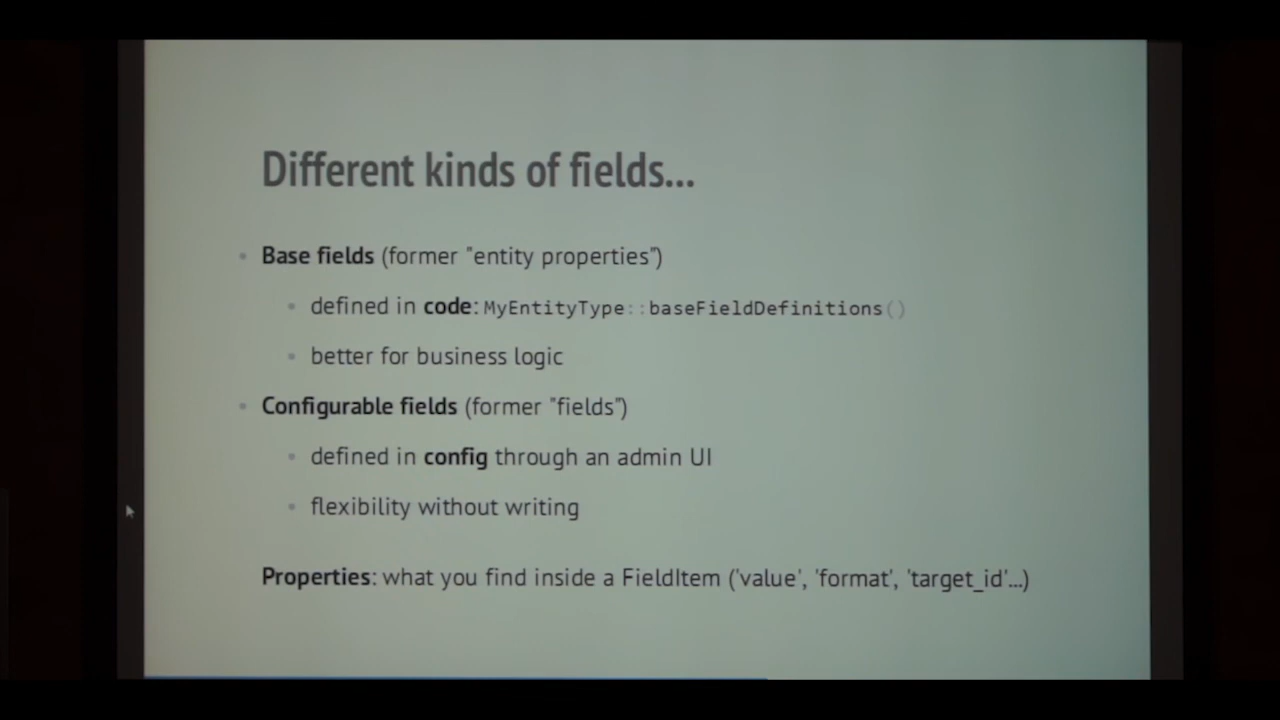 Different kinds of fields...
Base fields (former "entity properties")
defined in code: MyEntityType::baseFieldDefinitions()
better for business logic
Configurable fields (former "fields")
defined in config through an admin UI
flexibility without writing
Properties: what you find inside a FieldItem ('value', 'format', 'target_id'...)